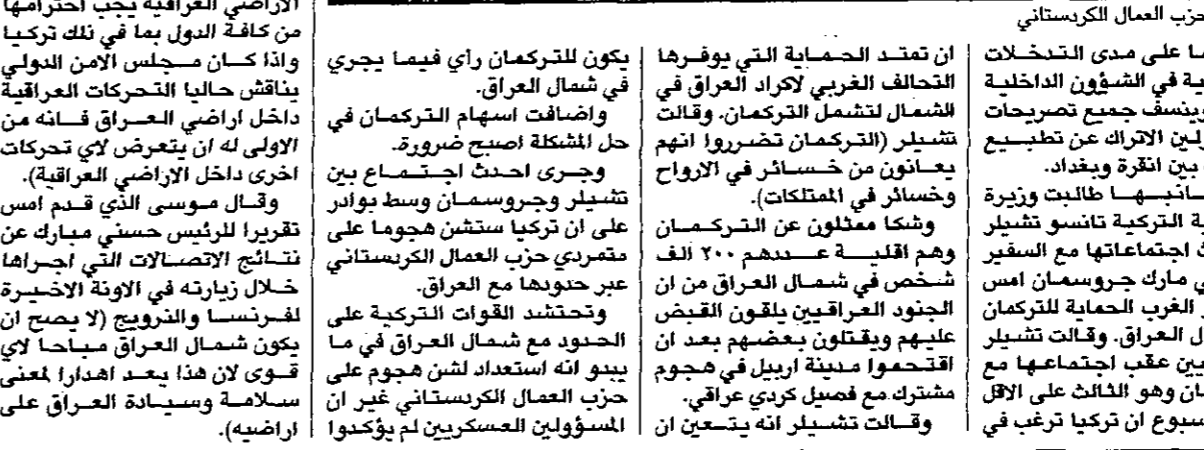 حزب العمال الكردستاني
على مدى التدخلات
في الشؤون الداخلية
وينسف جميع تصريحات
الاتراك عن تطبيع
بين انقرة وبغداد.
طالبت وزيرة
التركية تانسو تشيلر
اجتماعاتها مع السفير
مارك جروسمان امس
الغرب الحماية للتركمان
العراق. وقالت تشيلر
عقب اجتماعها مع
وهو الثالث على الاقل
ان تركيا ترغب في
ان تمتد الحماية التي يوفرها
التحالف الغربي لاكراد العراق في
الشمال لتشمل التركمان. وقالت
تشيلر (التركمان تضرروا انهم
يعانون من خسائر في الارواح
وخسائر في الممتلكات).
وشكا ممثلون عن التركمان
وهم اقلية عددهم ٢٠٠ الف
شخص في شمال العراق من ان
الجنود العراقيين يلقون القبض
عليهم ويقتلون بعضهم بعد ان
اقتحموا مدينة اربيل في هجوم
مشترك مع فصيل كردي عراقي.
وقالت تشيلر انه يتعين ان
يكون للتركمان رأي فيما يجري
في شمال العراق.
واضافت اسهام التركمان في
حل المشكلة اصبح ضرورة.
وجرى احدث اجتماع بين
تشيلر وجروسمان وسط بوادر
على ان تركيا ستشن هجوما على
متمردي حزب العمال الكردستاني
عبر حدودها مع العراق.
وتحتشد القوات التركية على
الحدود مع شمال العراق في ما
يبدو انه استعداد لشن هجوم على
حزب العمال الكردستاني غير ان
المسؤولين العسكريين لم يؤكدوا
الاراضي العراقية يجب احترامها
من كافة الدول بما في ذلك تركيا
واذا كان مجلس الامن الدولي
يناقش حاليا التحركات العراقية
داخل اراضي العراق فانه من
الاولى له ان يتعرض لاي تحركات
اخرى داخل الاراضي العراقية).
وقال موسى الذي قدم امس
تقريرا للرئيس حسني مبارك عن
نتائج الاتصالات التي اجراها
خلال زيارته في الاونة الاخيرة
لفرنسا والنرويج (لا يصح ان
يكون شمال العراق مباحا لاي
قوى لان هذا يعد اهدارا لمعنى
سلامة وسيادة العراق على
اراضيه).